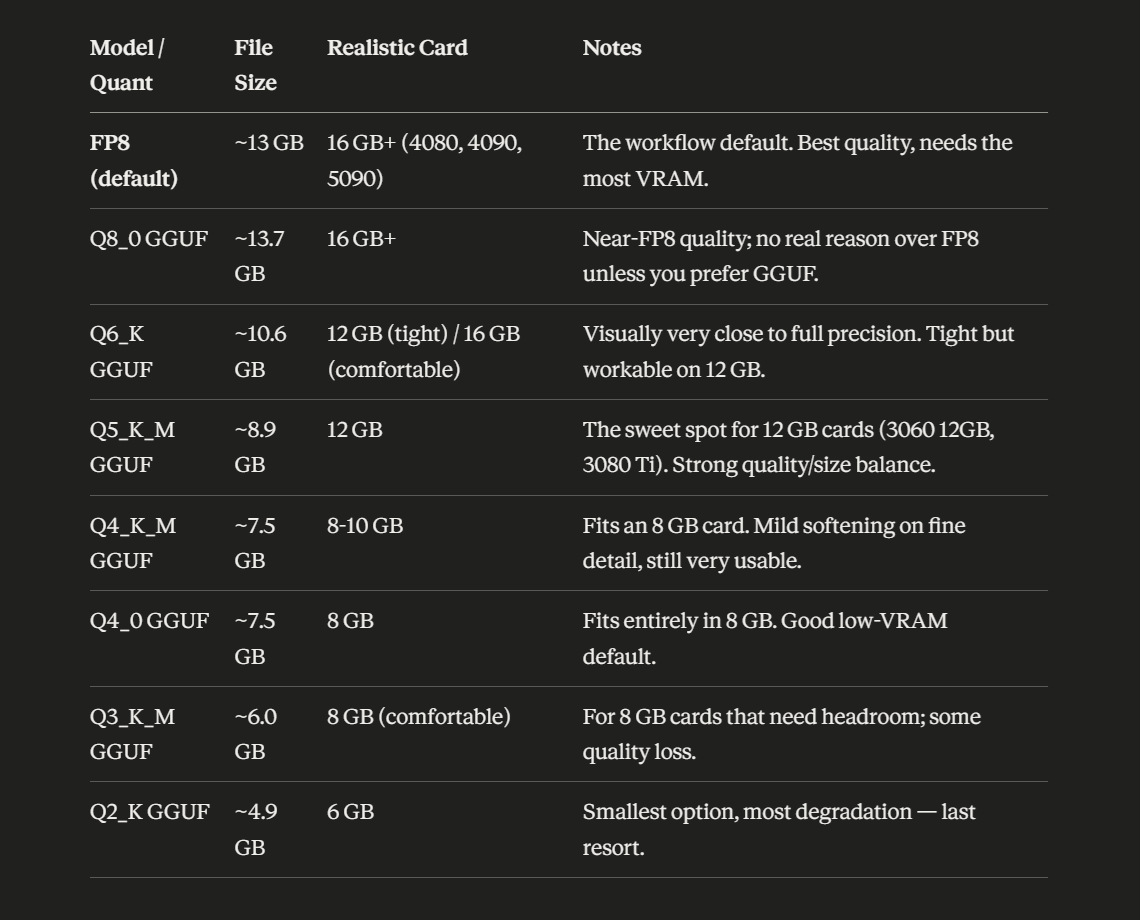 Model / Quant | File Size | Realistic Card | Notes
FP8 (default) | ~13 GB | 16 GB+ (4080, 4090, 5090) | The workflow default. Best quality, needs the most VRAM.
Q8_0 GGUF | ~13.7 GB | 16 GB+ | Near-FP8 quality; no real reason over FP8 unless you prefer GGUF.
Q6_K GGUF | ~10.6 GB | 12 GB (tight) / 16 GB (comfortable) | Visually very close to full precision. Tight but workable on 12 GB.
Q5_K_M GGUF | ~8.9 GB | 12 GB | The sweet spot for 12 GB cards (3060 12GB, 3080 Ti). Strong quality/size balance.
Q4_K_M GGUF | ~7.5 GB | 8-10 GB | Fits an 8 GB card. Mild softening on fine detail, still very usable.
Q4_0 GGUF | ~7.5 GB | 8 GB | Fits entirely in 8 GB. Good low-VRAM default.
Q3_K_M GGUF | ~6.0 GB | 8 GB (comfortable) | For 8 GB cards that need headroom; some quality loss.
Q2_K GGUF | ~4.9 GB | 6 GB | Smallest option, most degradation — last resort.